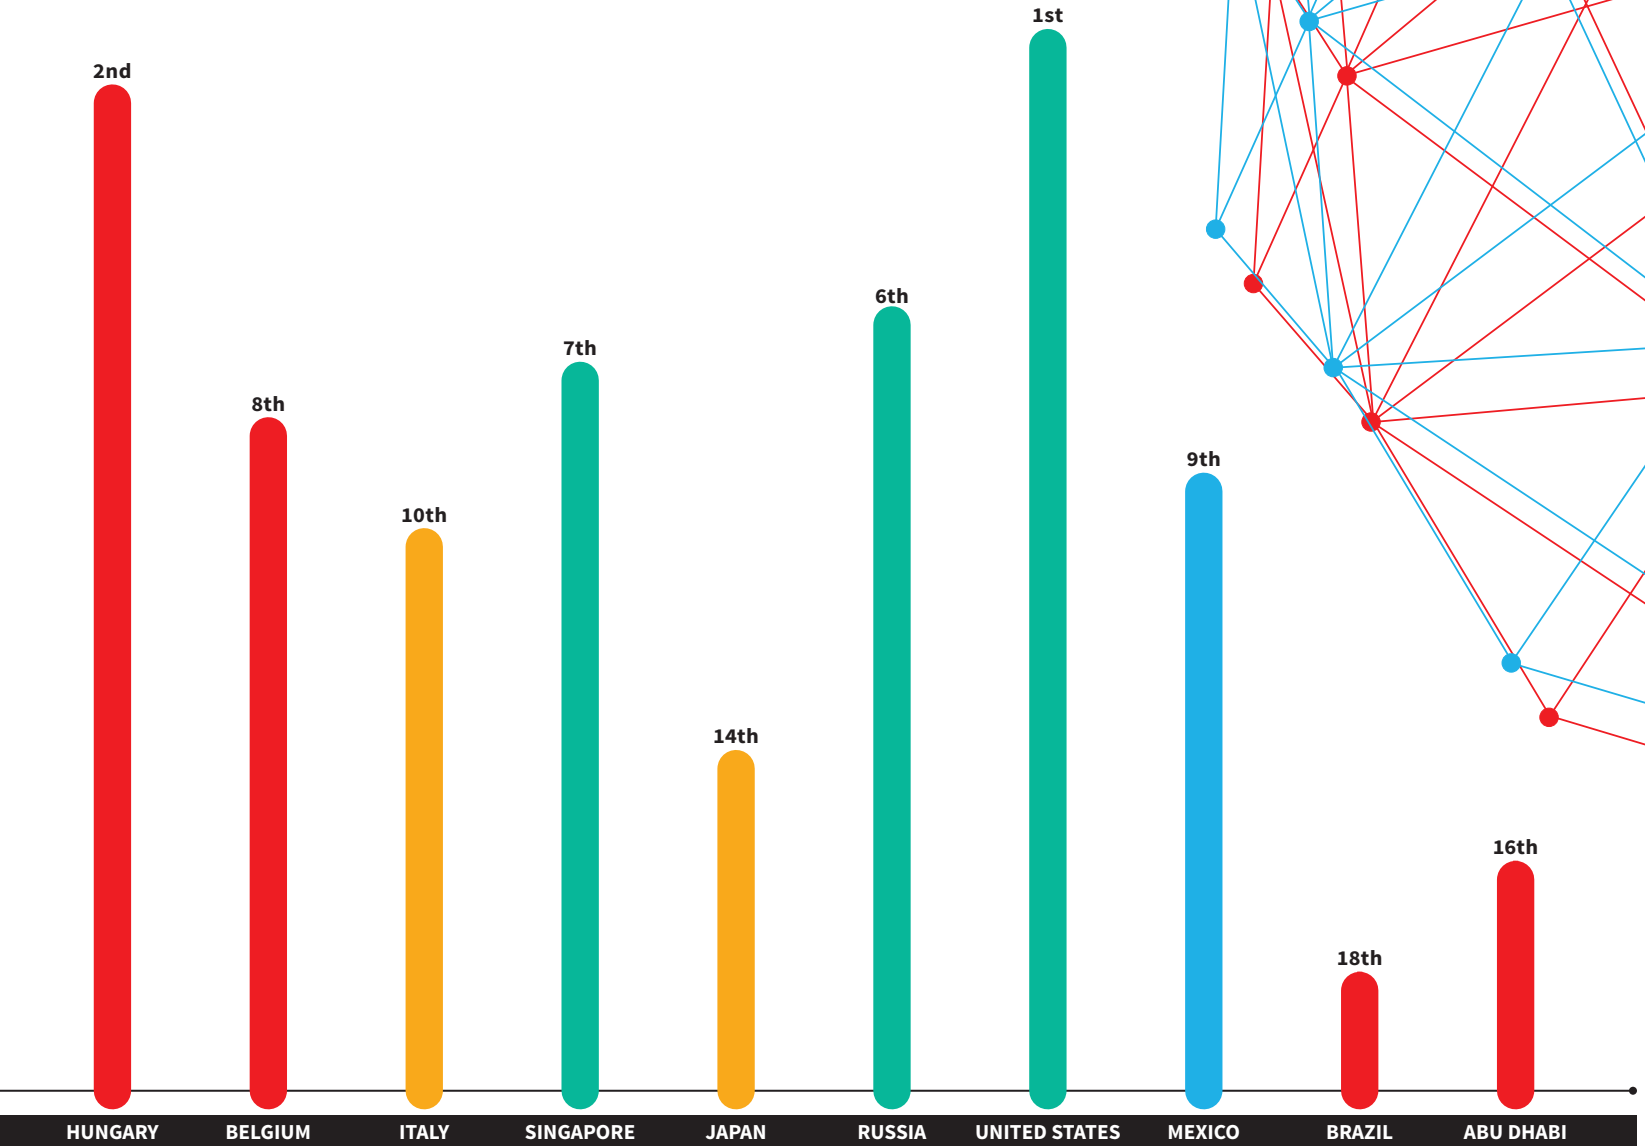 1st
2nd
6th
7th
8th
9th
10th
14th
16th
18th
HUNGARY BELGIUM ITALY SINGAPORE JAPAN RUSSIA UNITED STATES MEXICO BRAZIL ABU DHABI